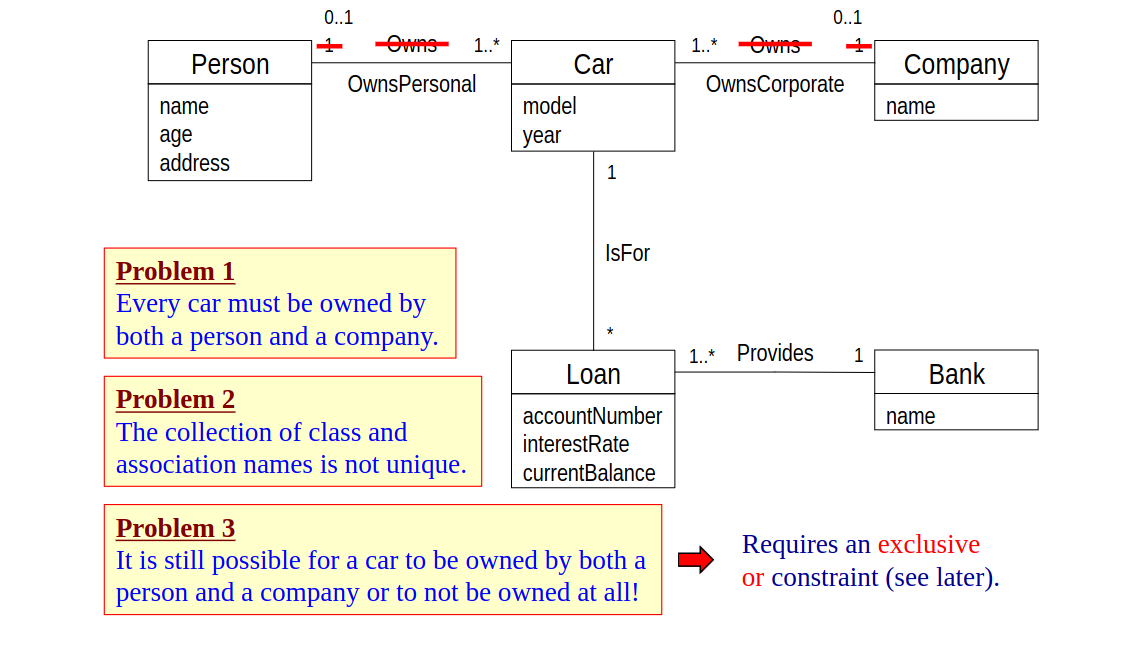 0..1
0..1
1 Owns 1..*
1..* Owns 1
Person
Car
Company
OwnsPersonal
OwnsCorporate
name
age
address
model
year
name
1
IsFor
*
Problem 1
Every car must be owned by
both a person and a company.
1..* Provides 1
Loan
Bank
accountNumber
interestRate
currentBalance
name
Problem 2
The collection of class and
association names is not unique.
Problem 3
It is still possible for a car to be owned by both a
person and a company or to not be owned at all!
Requires an exclusive
or constraint (see later).